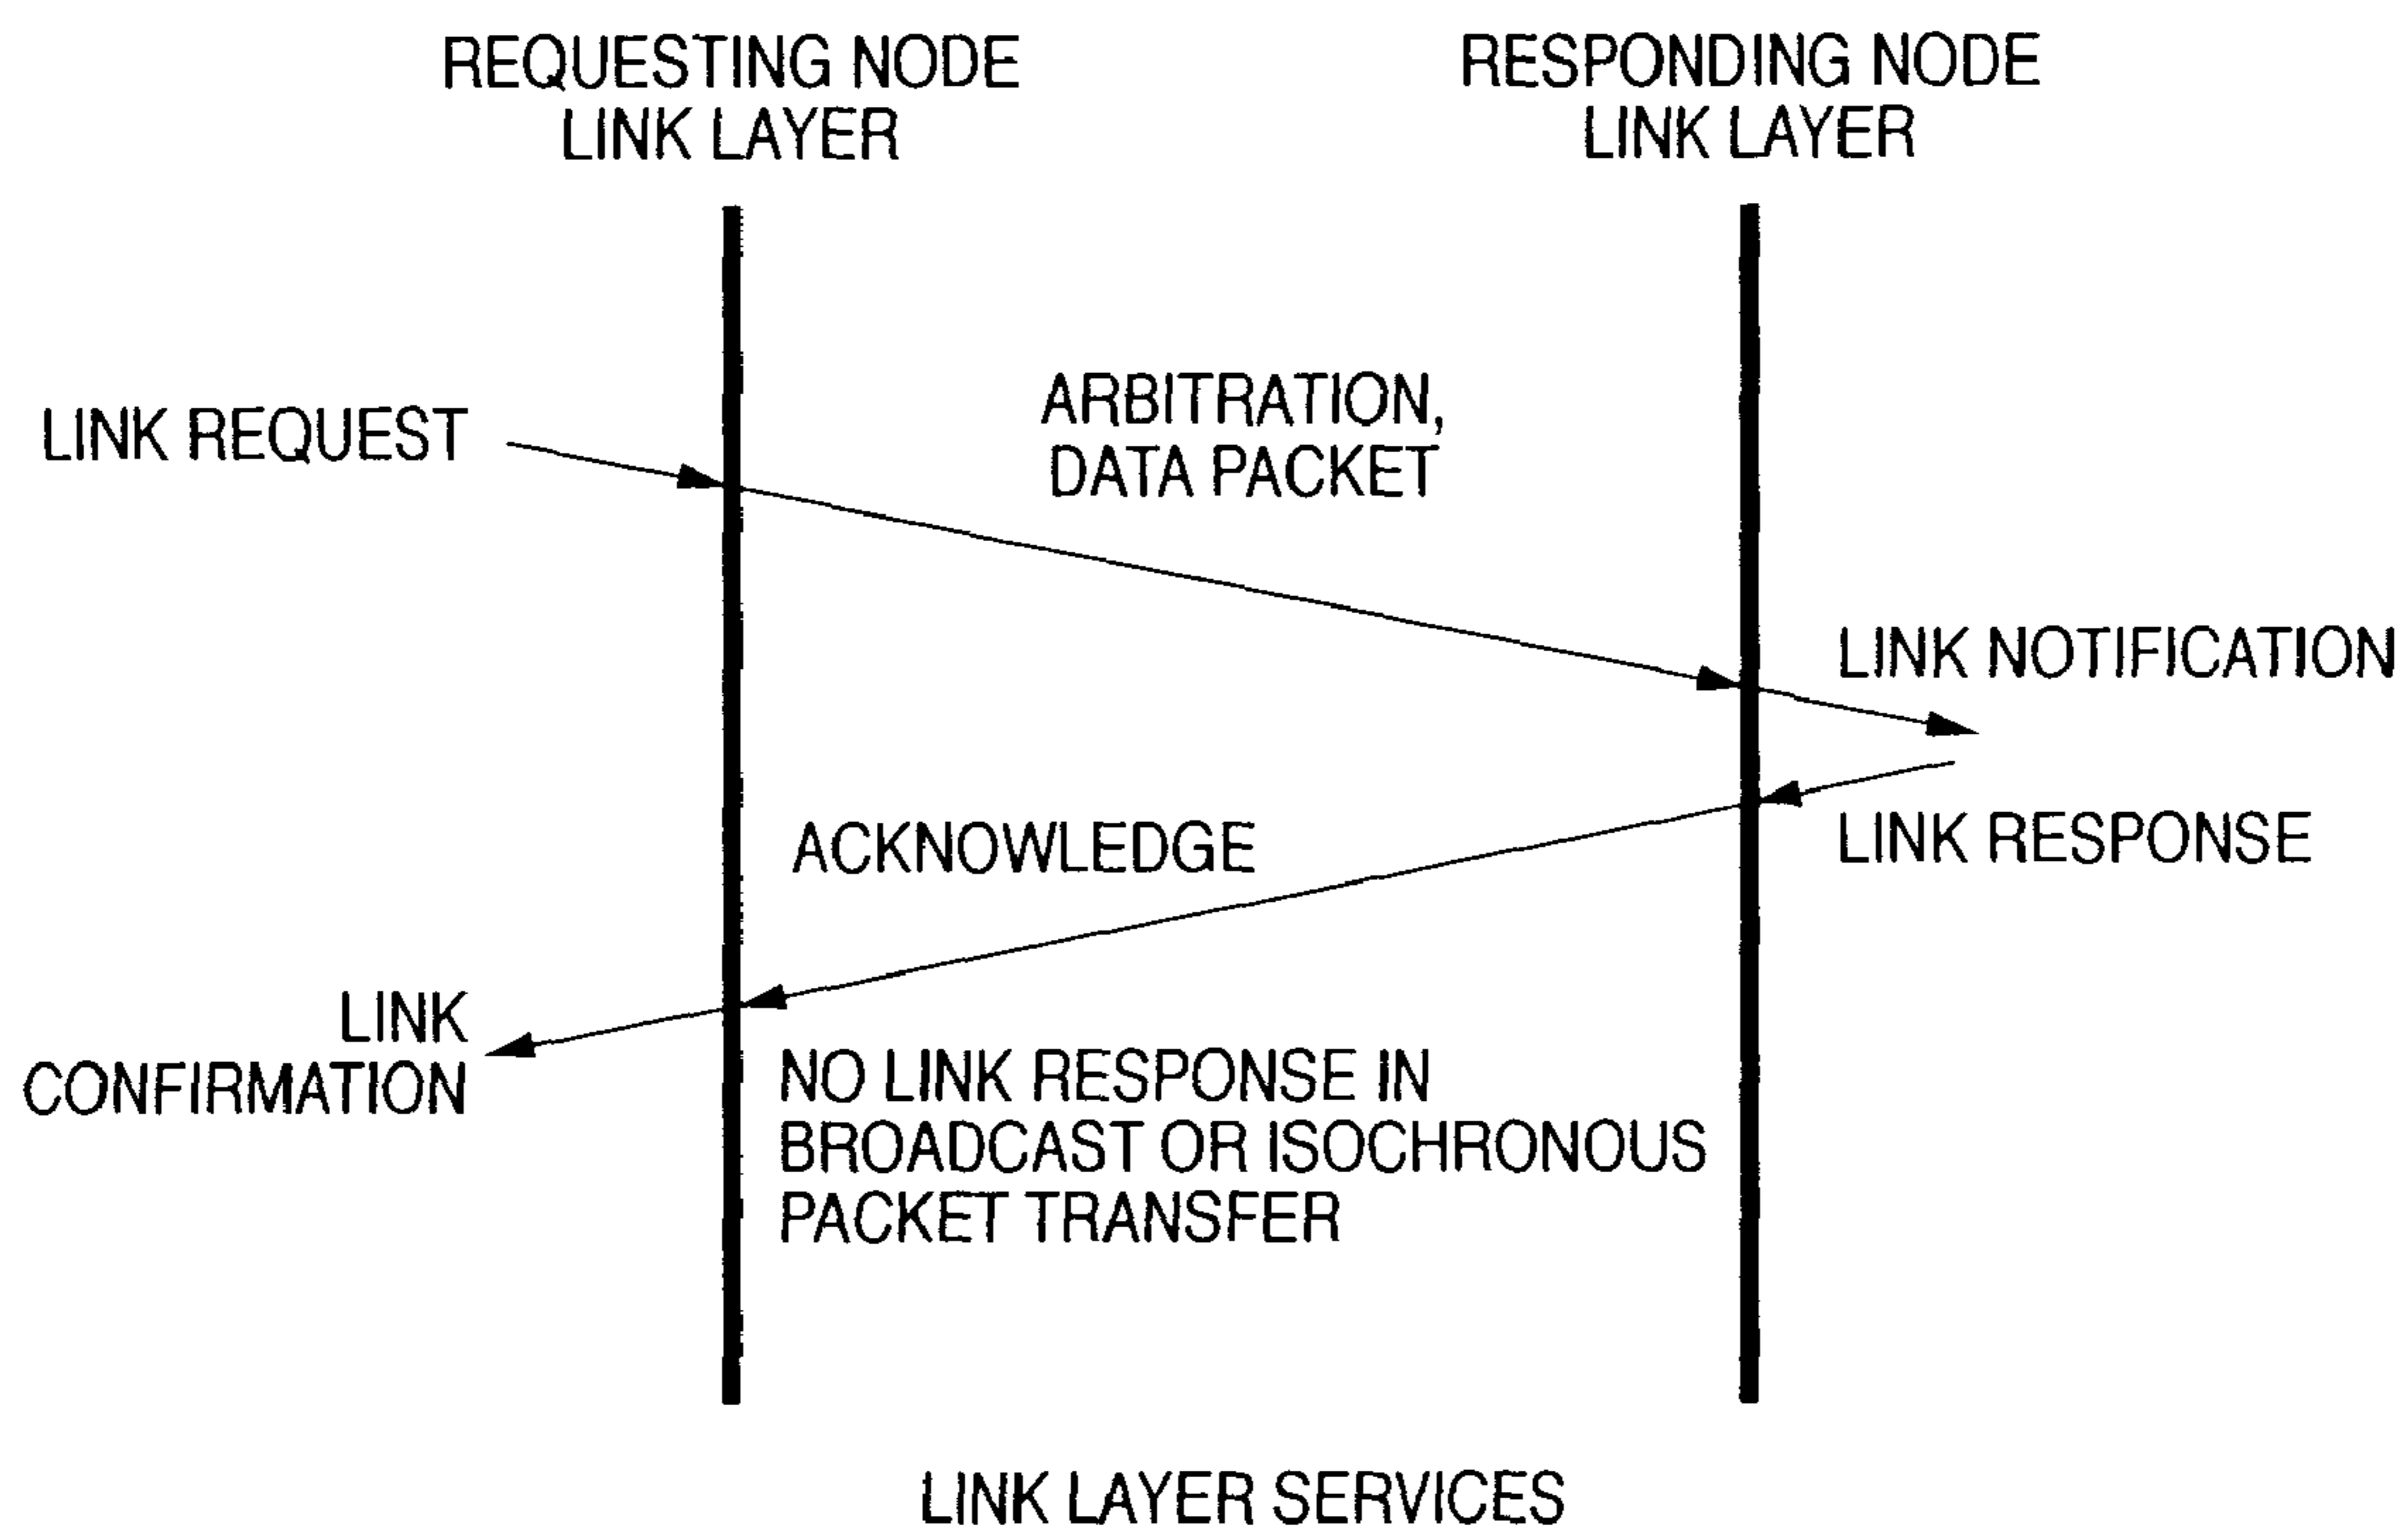 REQUESTING NODE
LINK LAYER
RESPONDING NODE
LINK LAYER
LINK REQUEST
ARBITRATION,
DATA PACKET
LINK NOTIFICATION
ACKNOWLEDGE
LINK RESPONSE
LINK
CONFIRMATION
NO LINK RESPONSE IN
BROADCAST OR ISOCHRONOUS
PACKET TRANSFER
LINK LAYER SERVICES